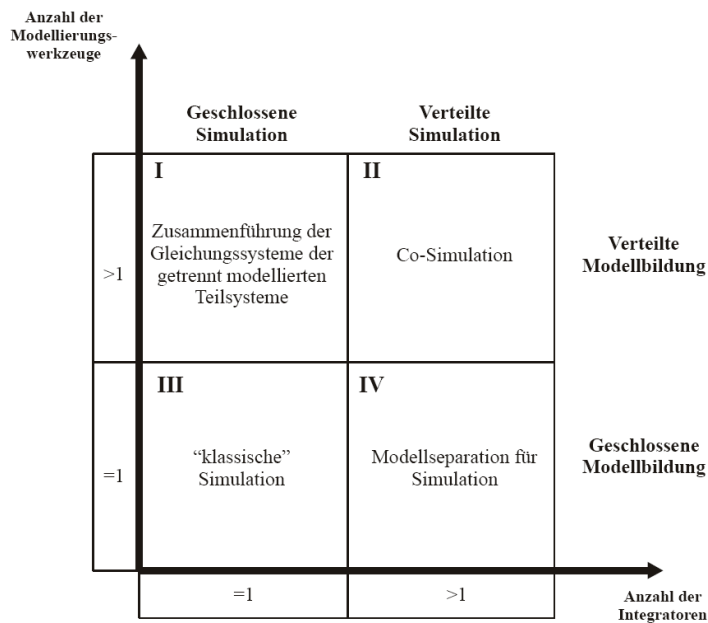 Anzahl der
Modellierungs-
werkzeuge
Geschlossene
Simulation
Verteilte
Simulation
I
II
Zusammenführung der
Gleichungssysteme der
getrennt modellierten
Teilsysteme
Co-Simulation
>1
Verteilte
Modellbildung
III
IV
“klassische”
Simulation
Modellseparation für
Simulation
=1
Geschlossene
Modellbildung
=1
>1
Anzahl der
Integratoren